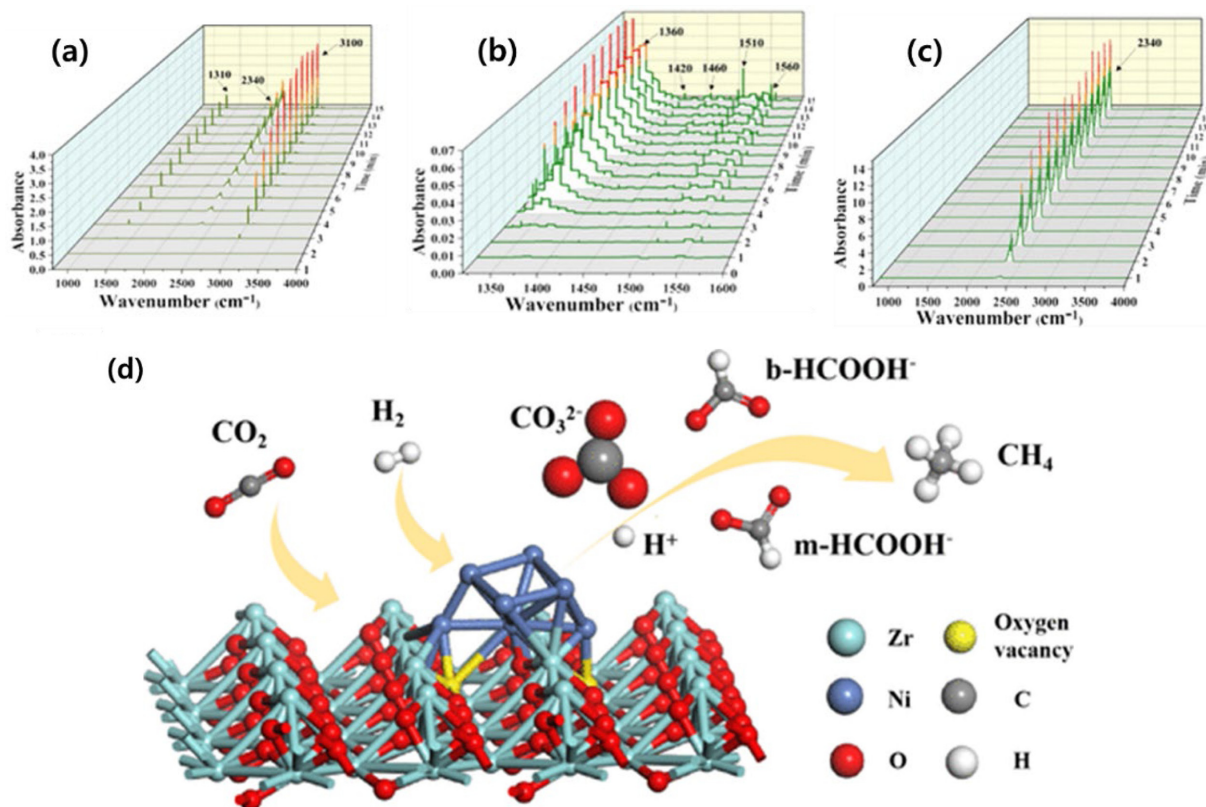 (a)
3100
1310
2340
4.0
3.5
3.0
2.5
2.0
1.5
1.0
0.5
0.0
Absorbance
1000 1500 2000 2500 3000 3500 4000
Wavenumber (cm⁻¹)
Time (min)
(b)
1360
1510
1420 1460
1560
0.07
0.06
0.05
0.04
0.03
0.02
0.01
0.00
Absorbance
1350 1400 1450 1500 1550 1600
Wavenumber (cm⁻¹)
Time (min)
(c)
2340
14
12
10
8
6
4
2
0
Absorbance
1000 1500 2000 2500 3000 3500 4000
Wavenumber (cm⁻¹)
Time (min)
(d)
CO₂
H₂
CO₃²⁻
b-HCOOH⁻
CH₄
H⁺
m-HCOOH⁻
Zr
Oxygen
vacancy
Ni
C
O
H